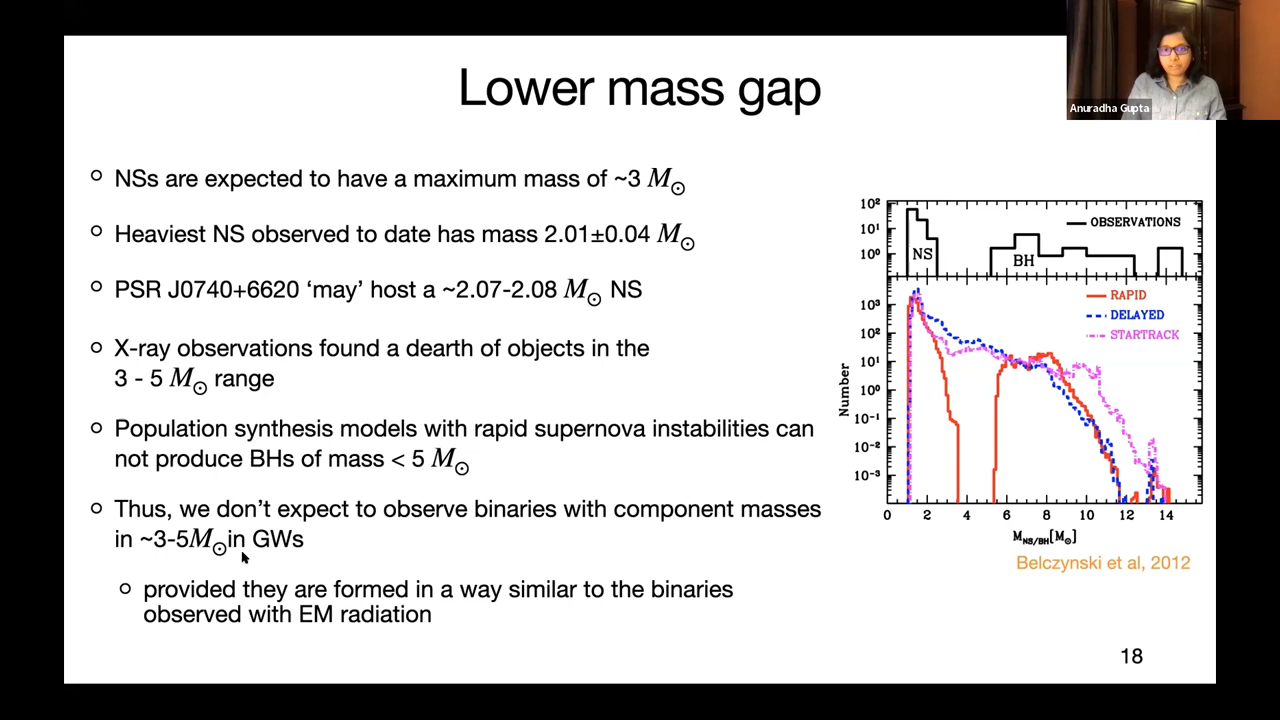 Anuradha Gupta
Lower mass gap
NSs are expected to have a maximum mass of ~3 M⊙
Heaviest NS observed to date has mass 2.01±0.04 M⊙
PSR J0740+6620 ‘may’ host a ~2.07-2.08 M⊙ NS
X-ray observations found a dearth of objects in the
3 - 5 M⊙ range
Population synthesis models with rapid supernova instabilities can
not produce BHs of mass < 5 M⊙
Thus, we don’t expect to observe binaries with component masses
in ~3-5M⊙in GWs
provided they are formed in a way similar to the binaries
observed with EM radiation
10²
10¹
10⁰
OBSERVATIONS
NS
BH
10³
10²
10¹
10⁰
10⁻¹
10⁻²
10⁻³
Number
RAPID
DELAYED
STARTRACK
0 2 4 6 8 10 12 14
M_NS/BH[M⊙]
Belczynski et al, 2012
18